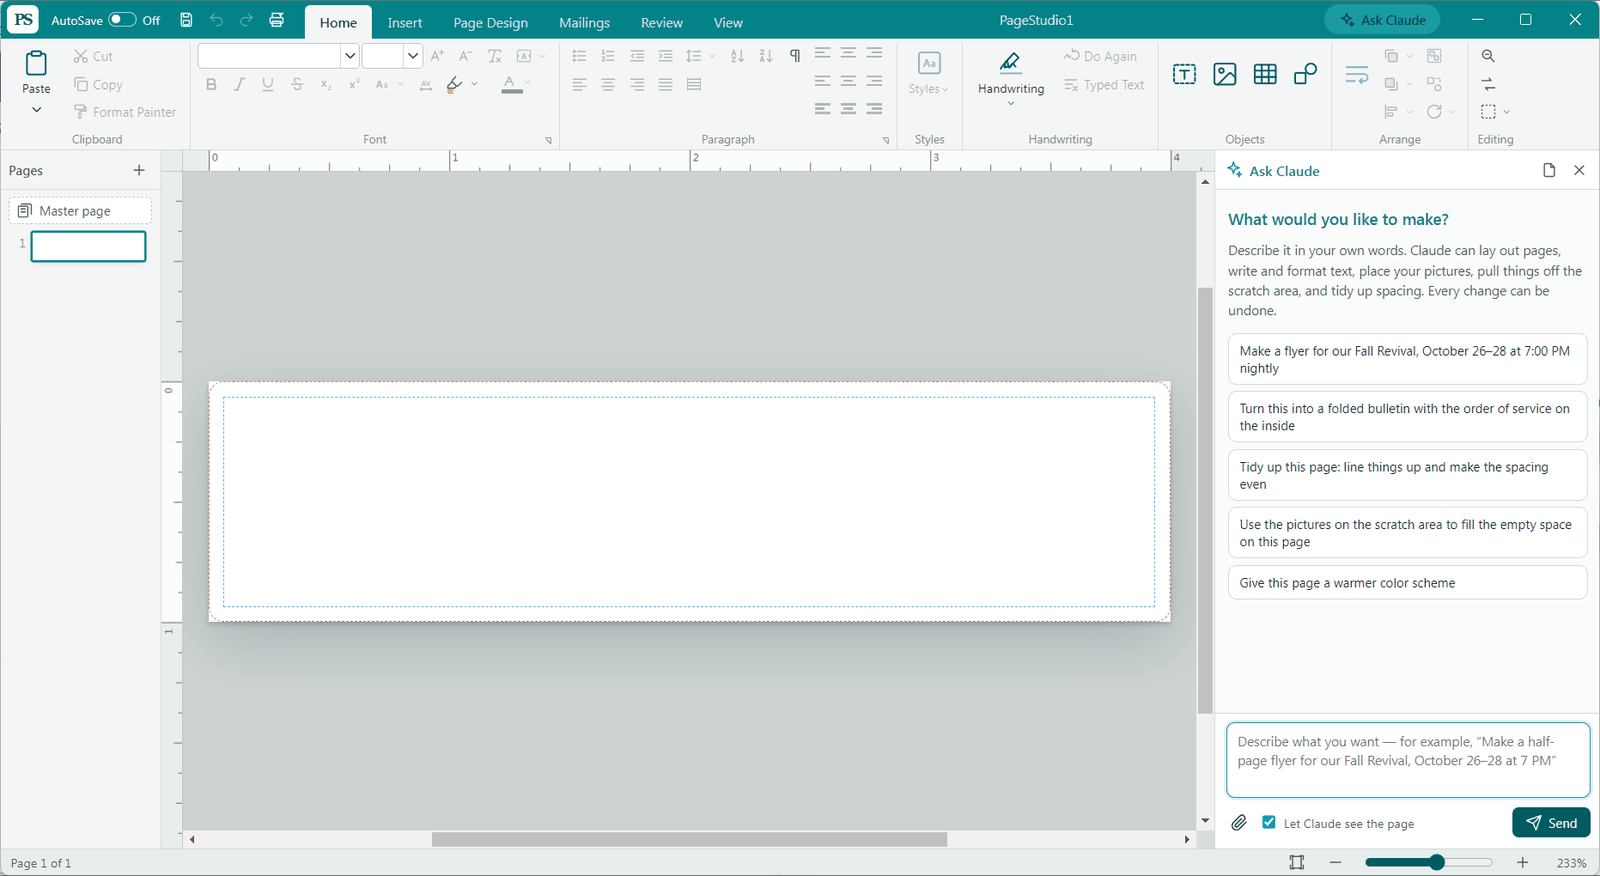 PS AutoSave Off Home Insert Page Design Mailings Review View PageStudio1 Ask Claude
Paste
Cut
Copy
Format Painter
Clipboard
Font
Paragraph
Aa
Styles
Styles
Handwriting
Do Again
Typed Text
Handwriting
Objects
Arrange
Editing
Pages
Master page
1
0 1 2 3 4
0
1
Ask Claude
What would you like to make?
Describe it in your own words. Claude can lay out pages,
write and format text, place your pictures, pull things off the
scratch area, and tidy up spacing. Every change can be
undone.
Make a flyer for our Fall Revival, October 26–28 at 7:00 PM
nightly
Turn this into a folded bulletin with the order of service on
the inside
Tidy up this page: line things up and make the spacing
even
Use the pictures on the scratch area to fill the empty space
on this page
Give this page a warmer color scheme
Describe what you want — for example, “Make a half-
page flyer for our Fall Revival, October 26–28 at 7 PM”
Let Claude see the page
Send
Page 1 of 1
233%